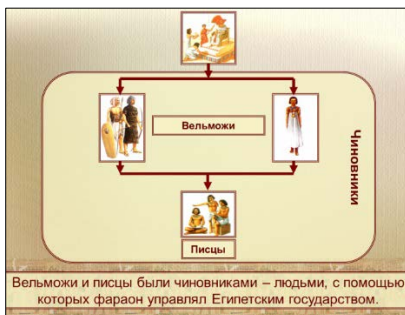 Вельможи
Чиновники
Писцы
Вельможи и писцы были чиновниками – людьми, с помощью
которых фараон управлял Египетским государством.